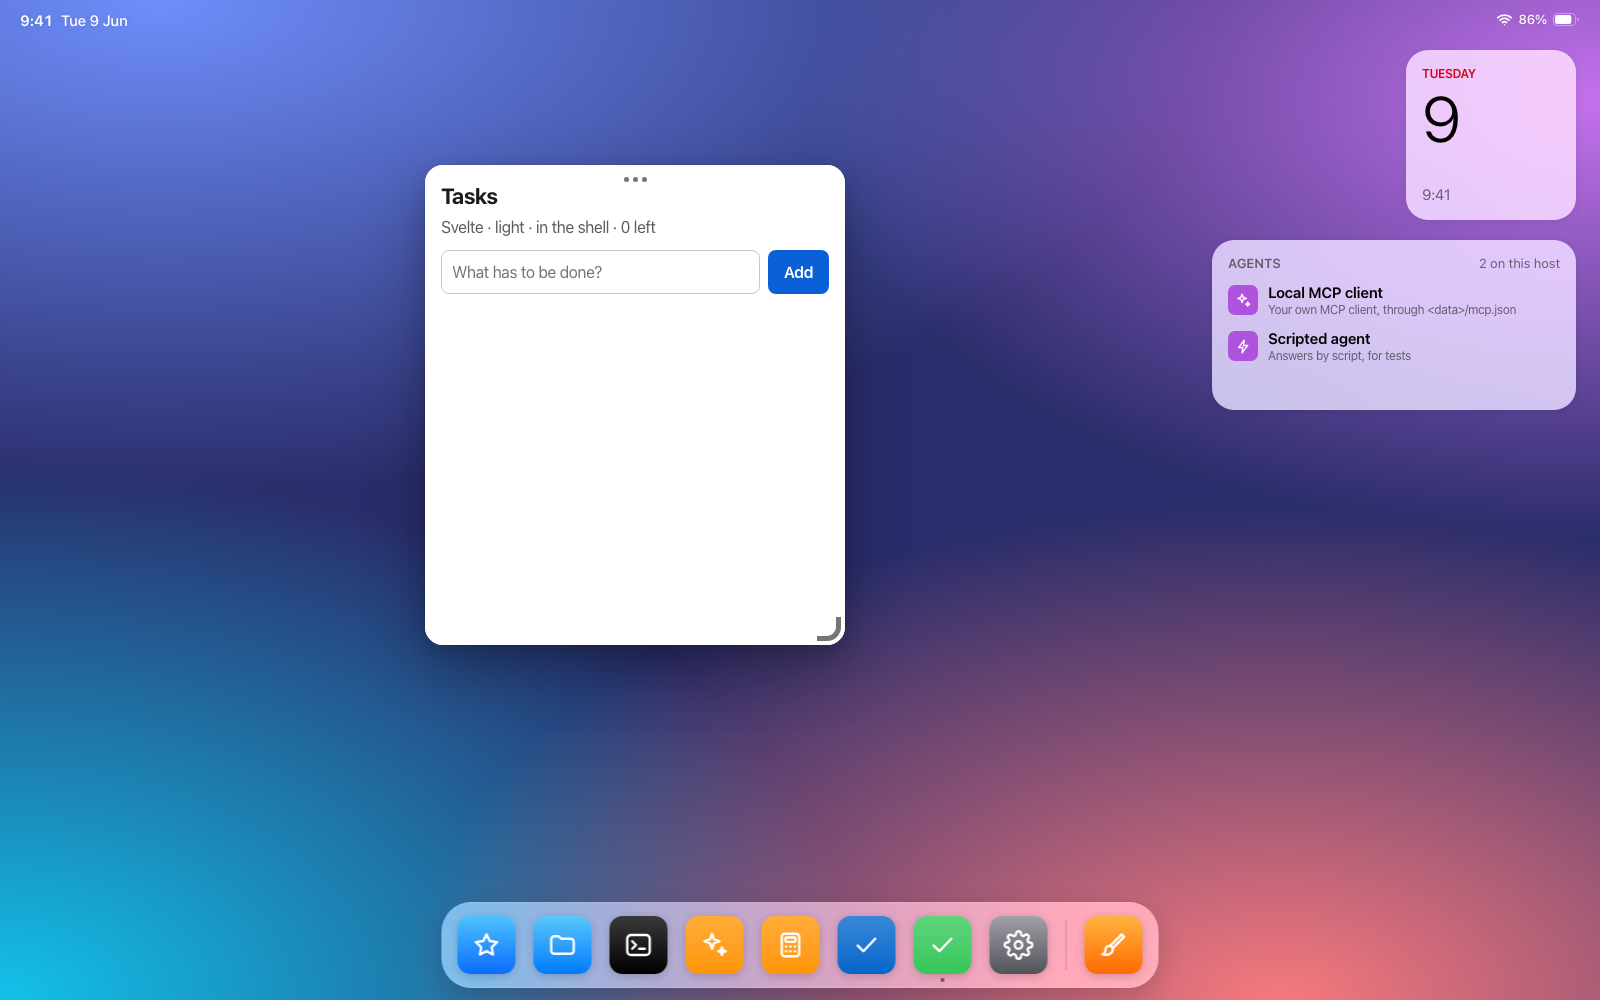 9:41 Tue 9 Jun
86%
TUESDAY
9
9:41
Tasks
Svelte · light · in the shell · 0 left
What has to be done?
Add
AGENTS
2 on this host
Local MCP client
Your own MCP client, through <data>/mcp.json
Scripted agent
Answers by script, for tests